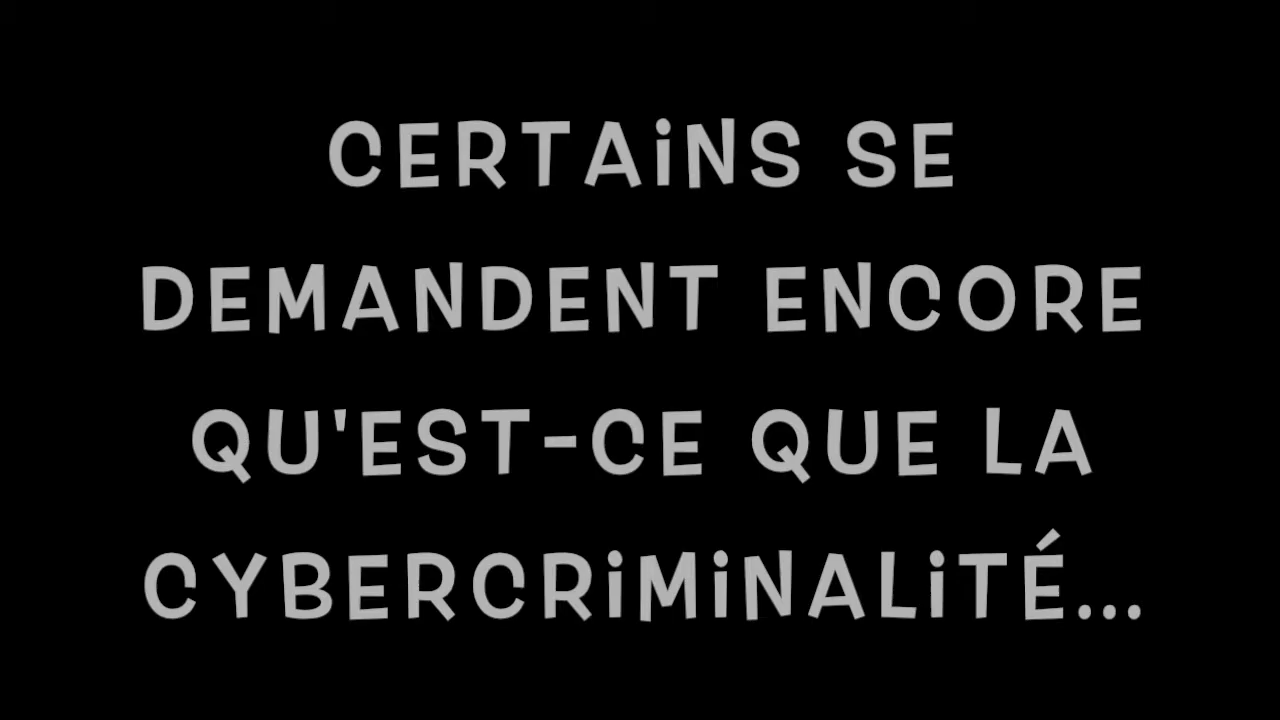 CERTAiNS SE
DEMANDENT ENCORE
QU'EST-CE QUE LA
CYBERCRiMiNALiTÉ...